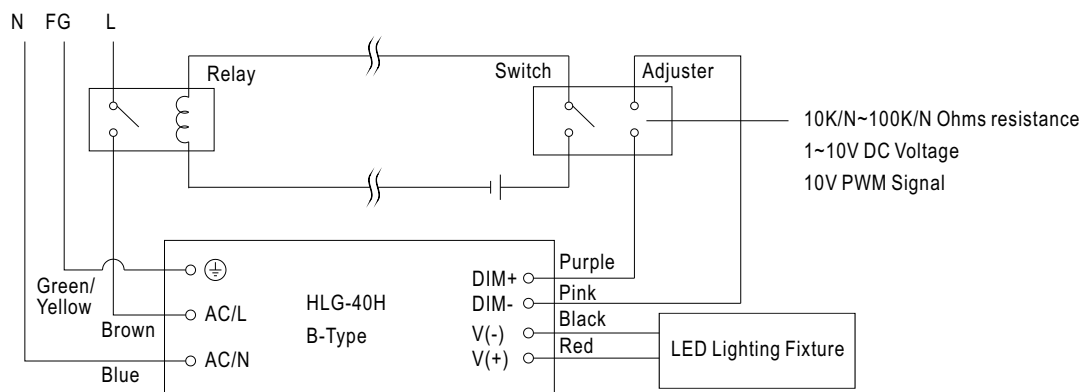 N FG L
Relay
Switch
Adjuster
10K/N~100K/N Ohms resistance
1~10V DC Voltage
10V PWM Signal
Green/
Yellow
Brown
Blue
AC/L
AC/N
HLG-40H
B-Type
DIM+
DIM-
V(-)
V(+)
Purple
Pink
Black
Red
LED Lighting Fixture